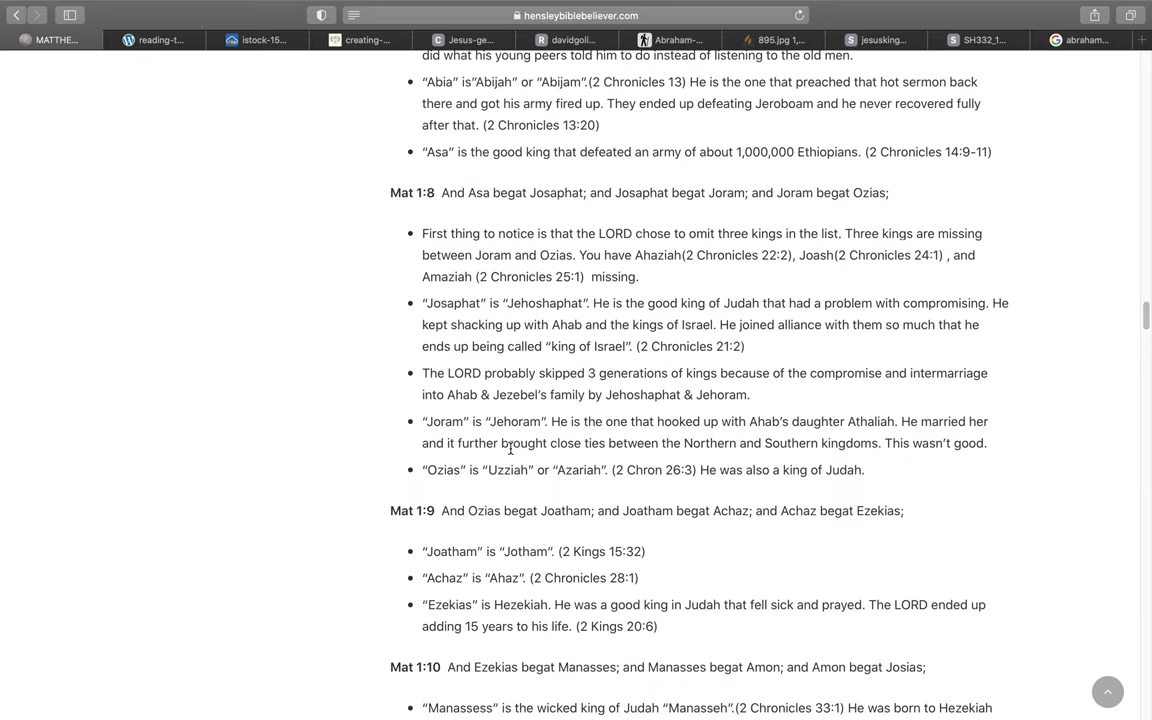 hensleybiblebeliever.com
MATTHE...
reading-t...
istock-15...
creating-...
Jesus-ge...
davidgoli...
Abraham-...
895.jpg 1,...
jesusking...
SH332_1...
abraham...
did what his young peers told him to do instead of listening to the old men.
• “Abia” is”Abijah” or “Abijam”.(2 Chronicles 13) He is the one that preached that hot sermon back
there and got his army fired up. They ended up defeating Jeroboam and he never recovered fully
after that. (2 Chronicles 13:20)
• “Asa” is the good king that defeated an army of about 1,000,000 Ethiopians. (2 Chronicles 14:9-11)
Mat 1:8 And Asa begat Josaphat; and Josaphat begat Joram; and Joram begat Ozias;
• First thing to notice is that the LORD chose to omit three kings in the list. Three kings are missing
between Joram and Ozias. You have Ahaziah(2 Chronicles 22:2), Joash(2 Chronicles 24:1) , and
Amaziah (2 Chronicles 25:1) missing.
• “Josaphat” is “Jehoshaphat”. He is the good king of Judah that had a problem with compromising. He
kept shacking up with Ahab and the kings of Israel. He joined alliance with them so much that he
ends up being called “king of Israel”. (2 Chronicles 21:2)
• The LORD probably skipped 3 generations of kings because of the compromise and intermarriage
into Ahab & Jezebel’s family by Jehoshaphat & Jehoram.
• “Joram” is “Jehoram”. He is the one that hooked up with Ahab’s daughter Athaliah. He married her
and it further brought close ties between the Northern and Southern kingdoms. This wasn’t good.
• “Ozias” is “Uzziah” or “Azariah”. (2 Chron 26:3) He was also a king of Judah.
Mat 1:9 And Ozias begat Joatham; and Joatham begat Achaz; and Achaz begat Ezekias;
• “Joatham” is “Jotham”. (2 Kings 15:32)
• “Achaz” is “Ahaz”. (2 Chronicles 28:1)
• “Ezekias” is Hezekiah. He was a good king in Judah that fell sick and prayed. The LORD ended up
adding 15 years to his life. (2 Kings 20:6)
Mat 1:10 And Ezekias begat Manasses; and Manasses begat Amon; and Amon begat Josias;
• “Manassess” is the wicked king of Judah “Manasseh”.(2 Chronicles 33:1) He was born to Hezekiah